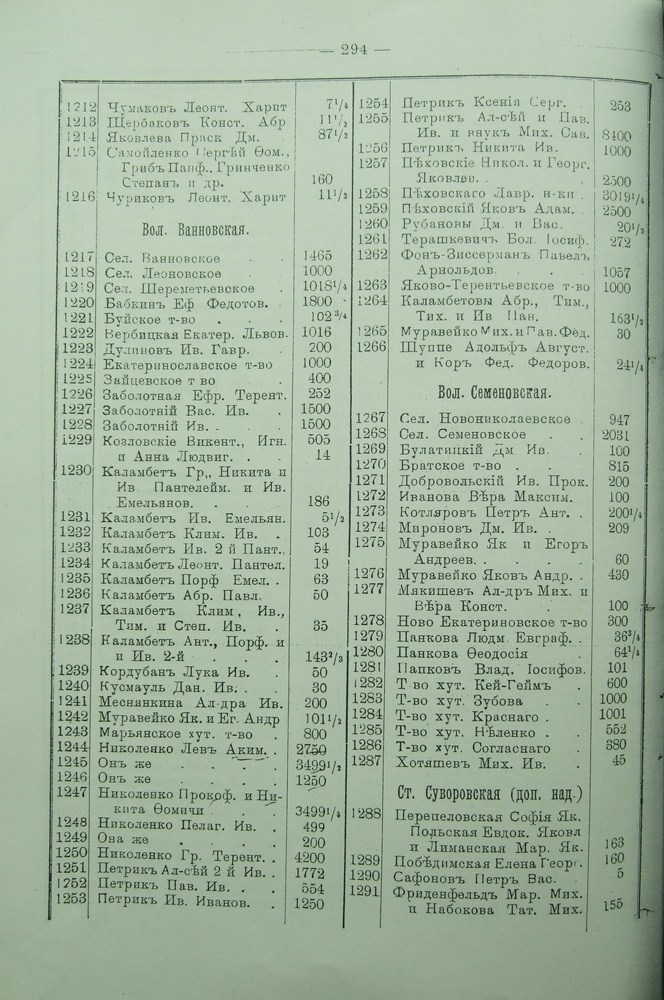 — 294 —
1212 Чумаковъ Леонт. Харит 7¹/₄
1213 Щербаковъ Конст. Абр. 11¹/₂
1214 Яковлева Праск Дм. 87¹/₂
1215 Самойленко Сергѣй Ѳом.,
Грибъ Панф., Гринченко
Степанъ и др. 160
1216 Чуриковъ Леонт. Харит 11¹/₂
Вол. Ванновская.
1217 Сел. Ванновское 1465
1218 Сел. Леоновское 1000
1219 Сел. Шереметьевское 1018¹/₄
1220 Бабкинъ Еф Федотов. 1800
1221 Буйское т-во 102³/₄
1222 Вербицкая Екатер. Львов. 1016
1223 Дулиновъ Ив. Гавр. 200
1224 Екатеринославское т-во 1000
1225 Зайцевское т во 400
1226 Заболотная Ефр. Терент. 252
1227 Заболотній Вас. Ив. 1500
1228 Заболотній Ив. 1500
1229 Козловскіе Викент., Игн. 505
и Анна Людвиг. 14
1230 Каламбетъ Гр,, Никита и
Ив. Пантелейм. и Ив.
Емельянов. 186
1231 Каламбетъ Ив. Емельян. 5¹/₂
1232 Каламбетъ Клим. Ив. 103
1233 Каламбетъ Ив. 2 й Пант., 54
1234 Каламбетъ Леонт. Пантел. 19
1235 Каламбетъ Порф Емел. 63
1236 Каламбетъ Абр. Павл. 50
1237 Каламбетъ Клим, Ив.,
Тим. и Степ. Ив. 35
1238 Каламбетъ Ант., Порф. и
и Ив. 2-й 143²/₃
1239 Кордубанъ Лука Ив. 50
1240 Кусмауль Дан. Ив. 30
1241 Меснянкина Ал-дра Ив. 200
1242 Муравейко Як. и Ег. Андр 101¹/₂
1243 Марьянское хут. т-во 800
1244 Николенко Левъ Аким. 2750
1245 Онъ же 3499¹/₂
1246 Онъ же 1250
1247 Николенко Прокоф. и Ни-
кита Ѳомичи 3499¹/₄
1248 Николенко Пелаг. Ив. 499
1249 Она же 200
1250 Николенко Гр. Терент. 4200
1251 Петрикъ Ал-сѣй 2 й Ив. 1772
1252 Петрикъ Пав. Ив. 554
1253 Петрикъ Ив. Иванов. 1250
1254 Петрикъ Ксенія Серг. 253
1255 Петрикъ Ал-сѣй и Пав.
Ив. и внукъ Мих. Сав. 8400
1256 Петрикъ Никита Ив. 1000
1257 Пѣховскіе Никол. и Георг.
Яковлев. 2500
1258 Пѣховскаго Лавр. н-ки 3019¹/₄
1259 Пѣховскій Яковъ Адам. 2500
1260 Рубановы Дм. и Вас. 20¹/₂
1261 Терашкевичъ Бол. Іосиф. 272
1262 Фонъ-Зиссерманъ Павелъ
Арнольдов. 1057
1263 Яково-Терентьевское т-во 1000
1264 Каламбетовы Абр., Тим.,
Тих. и Ив Пан. 163¹/₂
1265 Муравейко Мих. и Пав. Фед. 30
1266 Шуппе Адольфъ Август.
и Коръ Фед. Федоров. 24¹/₄
Вол. Семеновская.
1267 Сел. Новониколаевское 947
1268 Сел. Семеновское 2031
1269 Булатицкій Дм. Ив. 100
1270 Братское т-во 815
1271 Добровольскій Ив. Прок. 200
1272 Иванова Вѣра Максим. 100
1273 Котляровъ Петръ Ант. 200¹/₄
1274 Мироновъ Дм. Ив. 209
1275 Муравейко Як и Егоръ
Андреев. 60
1276 Муравейко Яковъ Андр. 430
1277 Мякишевъ Ал-дръ Мих. и
Вѣра Конст. 100
1278 Ново Екатериновское т-во 300
1279 Панкова Людм. Евграф. 36³/₄
1280 Панкова Ѳеодосія 64¹/₄
1281 Папковъ Влад. Іосифов. 101
1282 Т во хут. Кей-Геймъ 600
1283 Т-во хут. Зубова 1000
1284 Т-во хут. Краснаго 1001
1285 Т-во хут. Нѣленко 552
1286 Т-во хут. Согласнаго 380
1287 Хотяшевъ Мих. Ив. 45
Ст. Суворовская (доп. над.)
1288 Перепеловская Софія Як.
Польская Евдок. Яковл
и Лиманская Мар. Як. 163
1289 Побѣдимская Елена Георг. 160
1290 Сафоновъ Петръ Вас. 5
1291 Фриденфельдъ Мар. Мих.
и Набокова Тат. Мих. 155